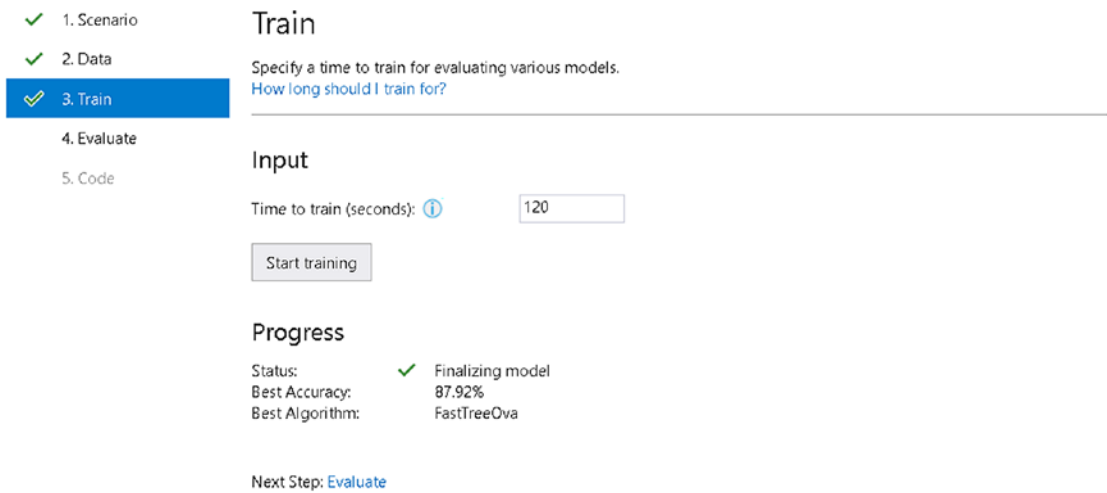 1. Scenario
2. Data
3. Train
4. Evaluate
5. Code
Train
Specify a time to train for evaluating various models.
How long should I train for?
Input
Time to train (seconds): 120
Start training
Progress
Status: Finalizing model
Best Accuracy: 87.92%
Best Algorithm: FastTreeOva
Next Step: Evaluate